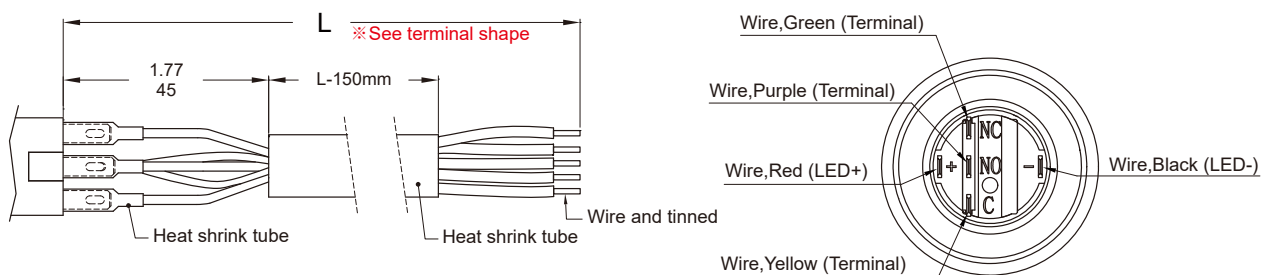 L
※See terminal shape
1.77
45
L-150mm
Heat shrink tube
Heat shrink tube
Wire and tinned
Wire,Green (Terminal)
Wire,Purple (Terminal)
Wire,Red (LED+)
Wire,Black (LED-)
Wire,Yellow (Terminal)
NC
+ NO -
C